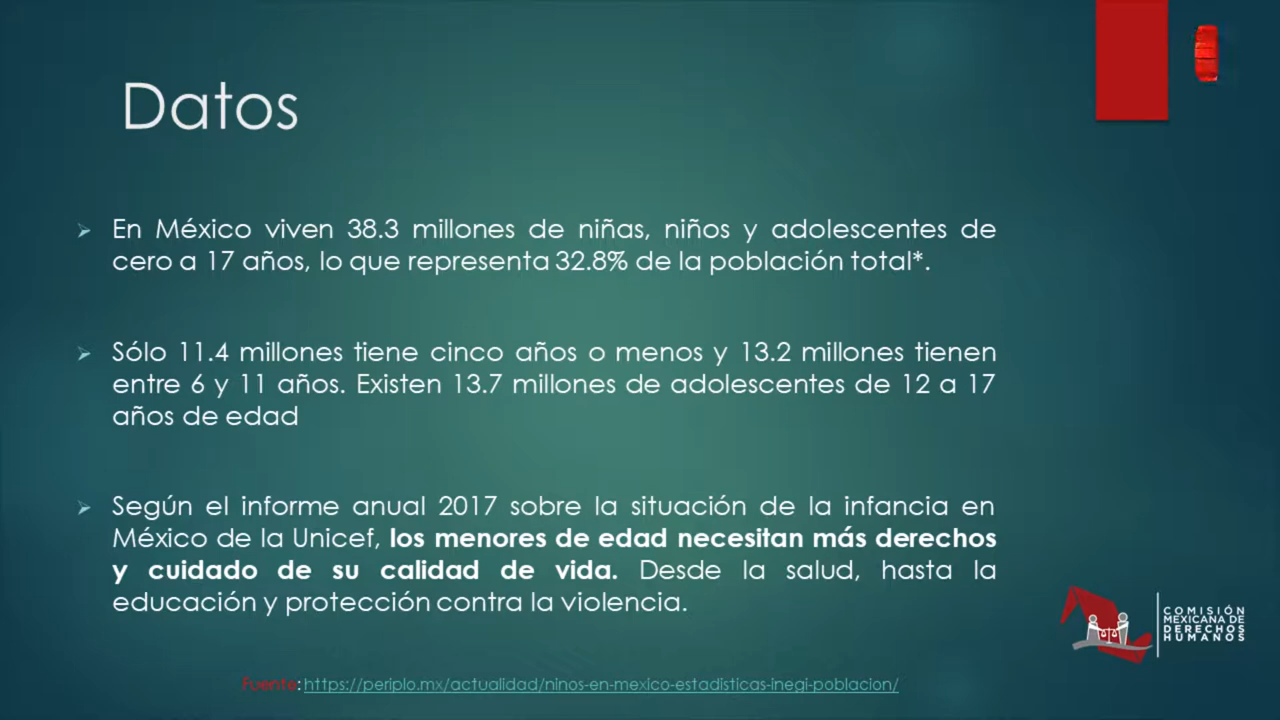 Datos
En México viven 38.3 millones de niñas, niños y adolescentes de
cero a 17 años, lo que representa 32.8% de la población total*.
Sólo 11.4 millones tiene cinco años o menos y 13.2 millones tienen
entre 6 y 11 años. Existen 13.7 millones de adolescentes de 12 a 17
años de edad
Según el informe anual 2017 sobre la situación de la infancia en
México de la Unicef, los menores de edad necesitan más derechos
y cuidado de su calidad de vida. Desde la salud, hasta la
educación y protección contra la violencia.
COMISIÓN
MEXICANA DE
DERECHOS
HUMANOS
Fuente: https://periplo.mx/actualidad/ninos-en-mexico-estadisticas-inegi-poblacion/